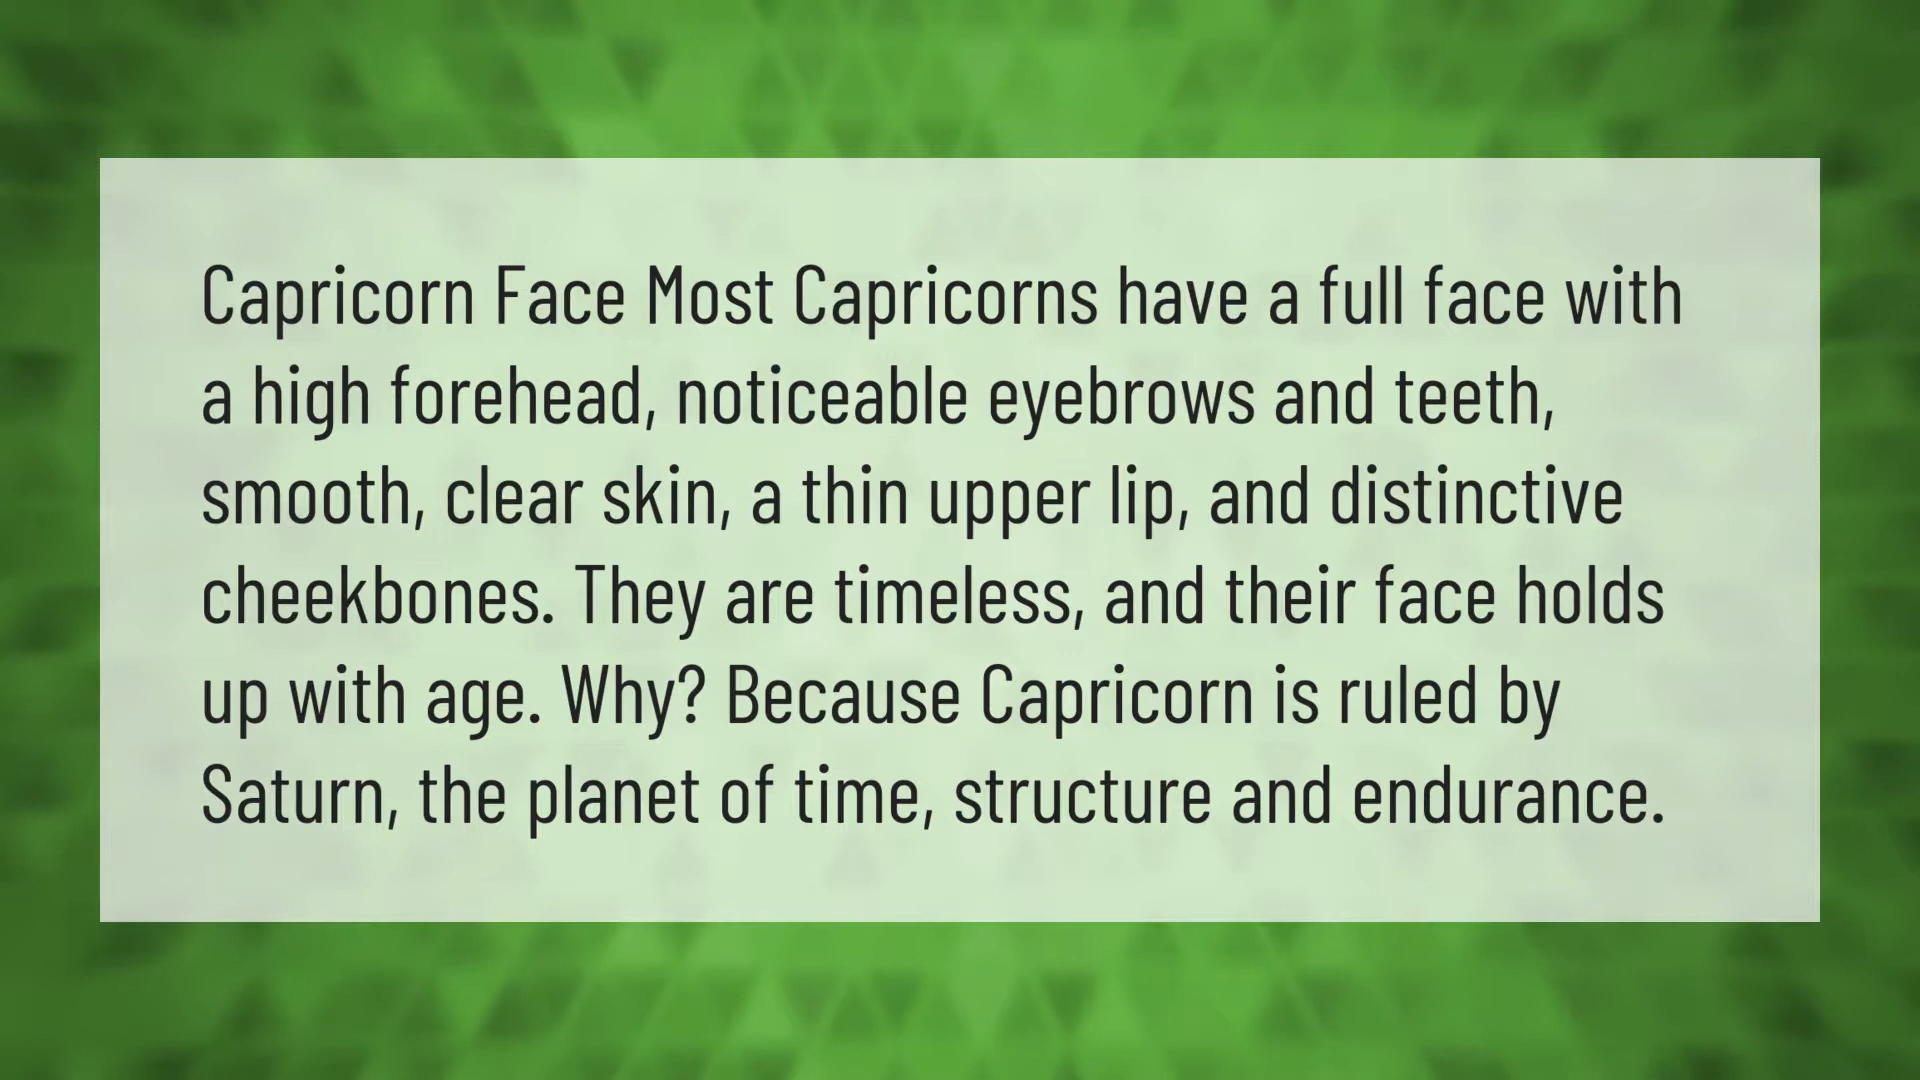 Capricorn Face Most Capricorns have a full face with
a high forehead, noticeable eyebrows and teeth,
smooth, clear skin, a thin upper lip, and distinctive
cheekbones. They are timeless, and their face holds
up with age. Why? Because Capricorn is ruled by
Saturn, the planet of time, structure and endurance.